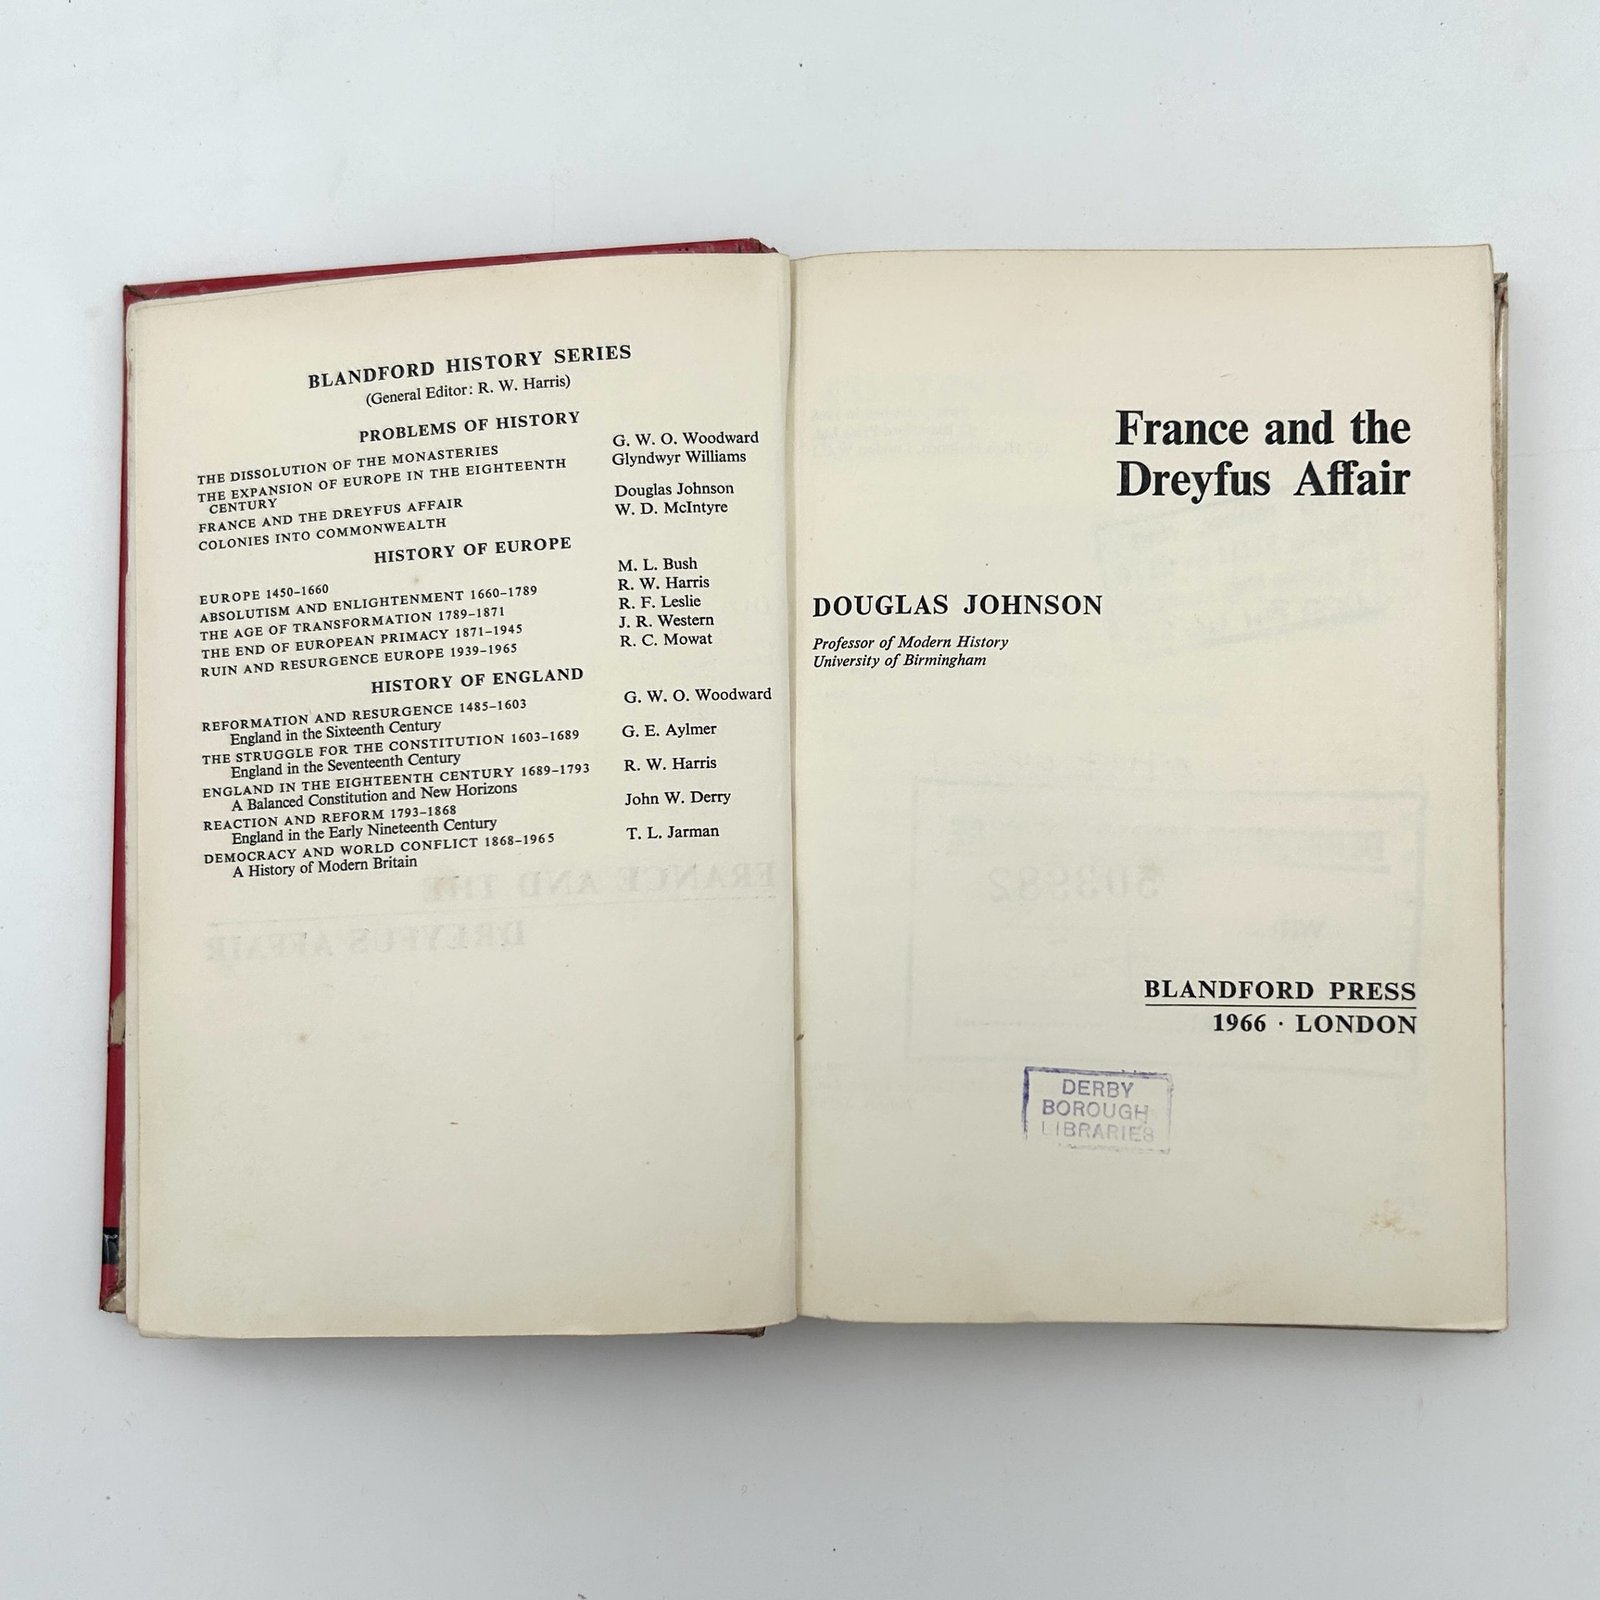 BLANDFORD HISTORY SERIES
(General Editor: R. W. Harris)
PROBLEMS OF HISTORY
THE DISSOLUTION OF THE MONASTERIES G. W. O. Woodward
THE EXPANSION OF EUROPE IN THE EIGHTEENTH Glyndwyr Williams
CENTURY
FRANCE AND THE DREYFUS AFFAIR Douglas Johnson
COLONIES INTO COMMONWEALTH W. D. McIntyre
HISTORY OF EUROPE
EUROPE 1450-1660 M. L. Bush
ABSOLUTISM AND ENLIGHTENMENT 1660-1789 R. W. Harris
THE AGE OF TRANSFORMATION 1789-1871 R. F. Leslie
THE END OF EUROPEAN PRIMACY 1871-1945 J. R. Western
RUIN AND RESURGENCE EUROPE 1939-1965 R. C. Mowat
HISTORY OF ENGLAND
REFORMATION AND RESURGENCE 1485-1603 G. W. O. Woodward
England in the Sixteenth Century
THE STRUGGLE FOR THE CONSTITUTION 1603-1689 G. E. Aylmer
England in the Seventeenth Century
ENGLAND IN THE EIGHTEENTH CENTURY 1689-1793 R. W. Harris
A Balanced Constitution and New Horizons
REACTION AND REFORM 1793-1868 John W. Derry
England in the Early Nineteenth Century
DEMOCRACY AND WORLD CONFLICT 1868-1965 T. L. Jarman
A History of Modern Britain
France and the
Dreyfus Affair
DOUGLAS JOHNSON
Professor of Modern History
University of Birmingham
BLANDFORD PRESS
1966 · LONDON
DERBY
BOROUGH
LIBRARIES